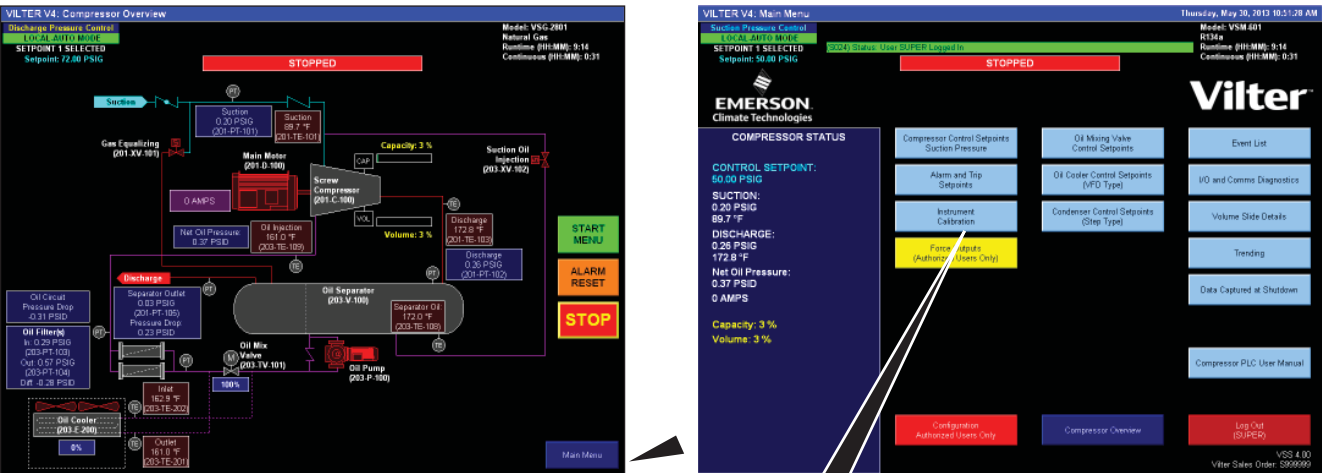 VILTER V4: Compressor Overview
Discharge Pressure Control
LOCAL-AUTO MODE
SETPOINT 1 SELECTED
Setpoint: 72.00 PSIG
Model: VSG-2801
Natural Gas
Runtime (HH:MM): 9:14
Continuous (HH:MM): 0:31
STOPPED
Suction
PT
Suction
0.20 PSIG
(201-PT-101)
Suction
89.7 °F
(201-TE-101)
Gas Equalizing
(201-XV-101)
Main Motor
(201-D-100)
CAP
Capacity: 3 %
Suction Oil
Injection
(203-XV-102)
Screw
Compressor
(201-C-100)
0 AMPS
TE
VOL
Volume: 3 %
Net Oil Pressure:
0.37 PSID
Oil Injection
161.0 °F
(203-TE-109)
TE
Discharge
172.8 °F
(201-TE-103)
Discharge
0.26 PSIG
(201-PT-102)
START
MENU
ALARM
RESET
STOP
Discharge
PT
PT
Oil Separator
(203-V-100)
Separator Outlet
0.03 PSIG
(201-PT-105)
Pressure Drop:
0.23 PSID
Separator Oil:
172.0 °F
(203-TE-108)
TE
Oil Circuit
Pressure Drop
-0.31 PSID
Oil Filter(s)
In: 0.29 PSIG
(203-PT-103)
Out: 0.57 PSIG
(203-PT-104)
Diff: -0.28 PSID
PT
PT
M
Oil Mix
Valve
(203-TV-101)
100%
Oil Pump
(203-P-100)
Inlet
162.9 °F
(203-TE-202)
TE
Oil Cooler
(203-E-200)
0%
TE
Outlet
161.0 °F
(203-TE-201)
Main Menu
VILTER V4: Main Menu
Thursday, May 30, 2013 10:51:28 AM
Suction Pressure Control
LOCAL-AUTO MODE
SETPOINT 1 SELECTED
Setpoint: 50.00 PSIG
(S024) Status: User SUPER Logged In
Model: VSM-601
R134a
Runtime (HH:MM): 9:14
Continuous (HH:MM): 0:31
STOPPED
EMERSON.
Climate Technologies
Vilter
COMPRESSOR STATUS
CONTROL SETPOINT:
50.00 PSIG
SUCTION:
0.20 PSIG
89.7 °F
DISCHARGE:
0.26 PSIG
172.8 °F
Net Oil Pressure:
0.37 PSID
0 AMPS
Capacity: 3 %
Volume: 3 %
Compressor Control Setpoints
Suction Pressure
Oil Mixing Valve
Control Setpoints
Event List
Alarm and Trip
Setpoints
Oil Cooler Control Setpoints
(VFD Type)
I/O and Comms Diagnostics
Instrument
Calibration
Condenser Control Setpoints
(Step Type)
Volume Slide Details
Force Outputs
(Authorized Users Only)
Trending
Data Captured at Shutdown
Compressor PLC User Manual
Configuration
Authorized Users Only
Compressor Overview
Log Out
(SUPER)
VSS 4.00
Vilter Sales Order: S999999